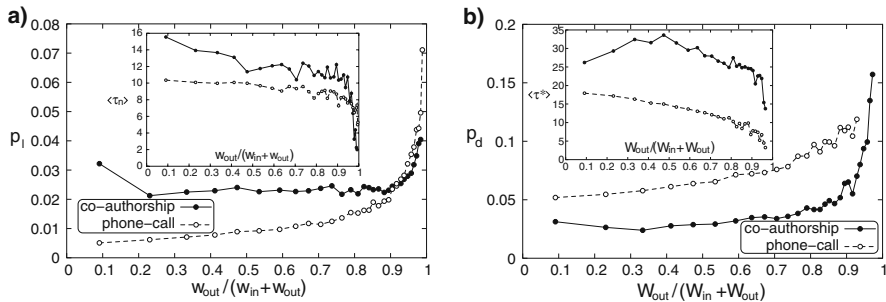 a)
0.08
0.07
0.06
0.05
0.04
0.03
0.02
0.01
0
p_l
0 0.1 0.2 0.3 0.4 0.5 0.6 0.7 0.8 0.9 1
w_out/(w_in+w_out)
co-authorship
phone-call
16
14
12
10
8
6
4
2
0
<τ_n>
0 0.1 0.2 0.3 0.4 0.5 0.6 0.7 0.8 0.9 1
w_out/(w_in+w_out)
b)
0.2
0.15
0.1
0.05
0
p_d
0 0.1 0.2 0.3 0.4 0.5 0.6 0.7 0.8 0.9 1
W_out/(W_in+W_out)
co-authorship
phone-call
35
30
25
20
15
10
5
0
<τ*>
0 0.1 0.2 0.3 0.4 0.5 0.6 0.7 0.8 0.9 1
W_out/(W_in+W_out)